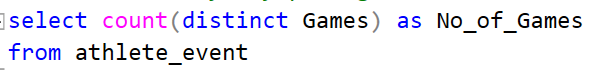 select count(distinct Games) as No_of_Games
from athlete_event